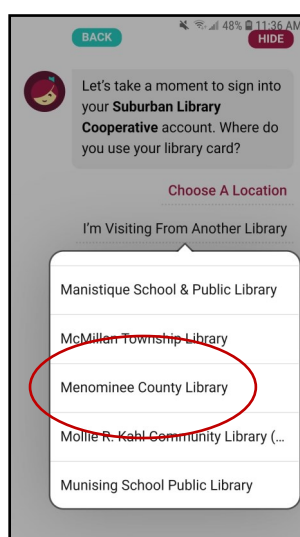 48% 11:36 AM
BACK
HIDE
Let's take a moment to sign into
your Suburban Library
Cooperative account. Where do
you use your library card?
Choose A Location
I'm Visiting From Another Library
Manistique School & Public Library
McMillan Township Library
Menominee County Library
Mollie R. Kahl Community Library (...
Munising School Public Library